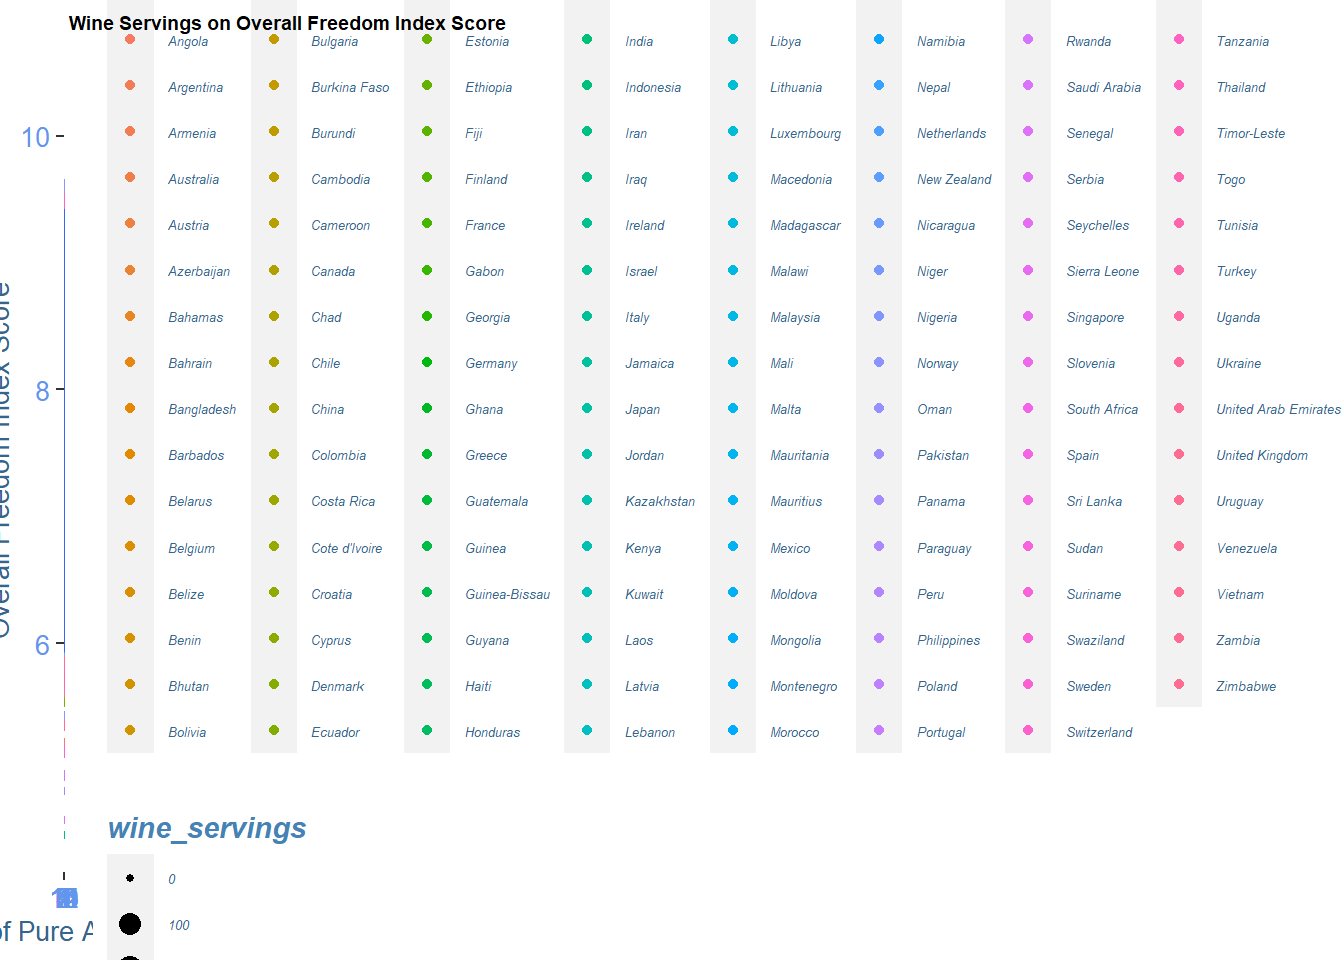 Wine Servings on Overall Freedom Index Score
Angola Bulgaria Estonia India Libya Namibia Rwanda Tanzania
Argentina Burkina Faso Ethiopia Indonesia Lithuania Nepal Saudi Arabia Thailand
Armenia Burundi Fiji Iran Luxembourg Netherlands Senegal Timor-Leste
10
Australia Cambodia Finland Iraq Macedonia New Zealand Serbia Togo
Austria Cameroon France Ireland Madagascar Nicaragua Seychelles Tunisia
Azerbaijan Canada Gabon Israel Malawi Niger Sierra Leone Turkey
Bahamas Chad Georgia Italy Malaysia Nigeria Singapore Uganda
Bahrain Chile Germany Jamaica Mali Norway Slovenia Ukraine
8
Bangladesh China Ghana Japan Malta Oman South Africa United Arab Emirates
Barbados Colombia Greece Jordan Mauritania Pakistan Spain United Kingdom
Belarus Costa Rica Guatemala Kazakhstan Mauritius Panama Sri Lanka Uruguay
Belgium Cote d'Ivoire Guinea Kenya Mexico Paraguay Sudan Venezuela
Belize Croatia Guinea-Bissau Kuwait Moldova Peru Suriname Vietnam
Benin Cyprus Guyana Laos Mongolia Philippines Swaziland Zambia
6
Bhutan Denmark Haiti Latvia Montenegro Poland Sweden Zimbabwe
Bolivia Ecuador Honduras Lebanon Morocco Portugal Switzerland
Overall Freedom Index Score
wine_servings
0
100
of Pure A